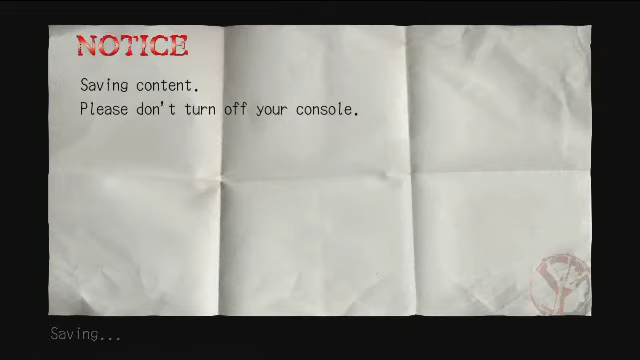 NOTICE
Saving content.
Please don't turn off your console.
Saving...